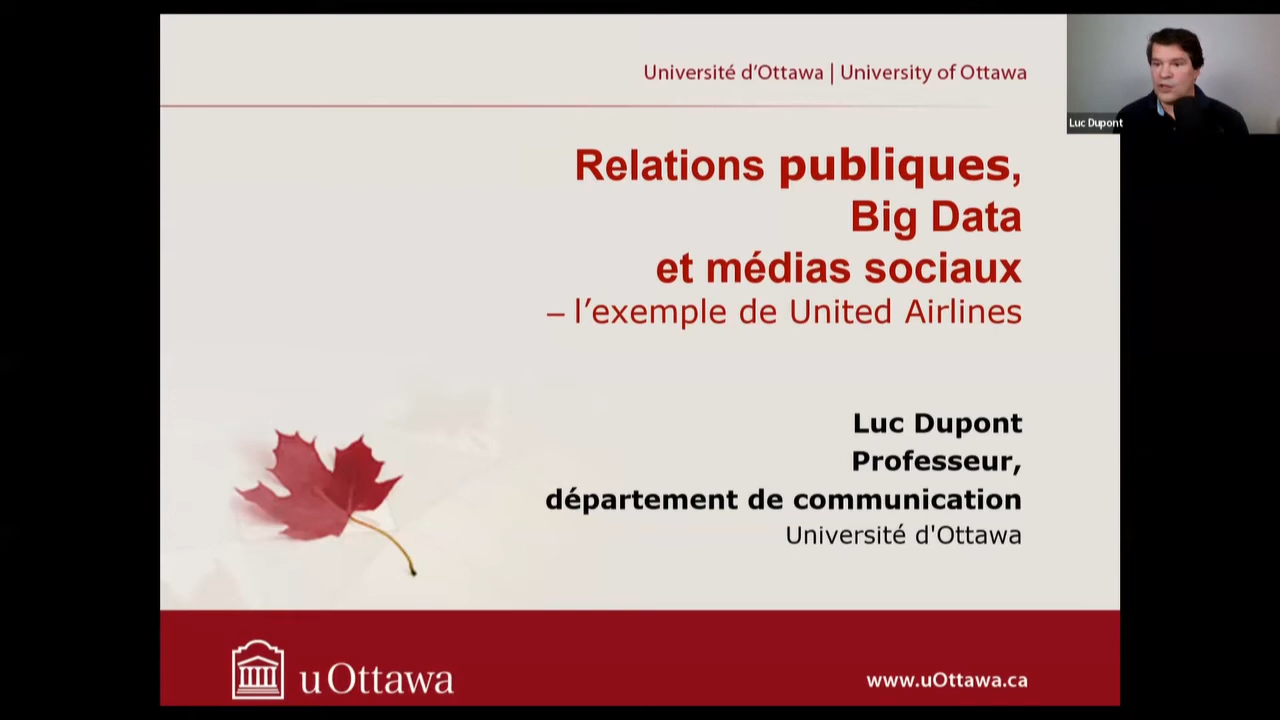 Université d'Ottawa | University of Ottawa
Luc Dupont
Relations publiques,
Big Data
et médias sociaux
– l’exemple de United Airlines
Luc Dupont
Professeur,
département de communication
Université d'Ottawa
uOttawa
www.uOttawa.ca